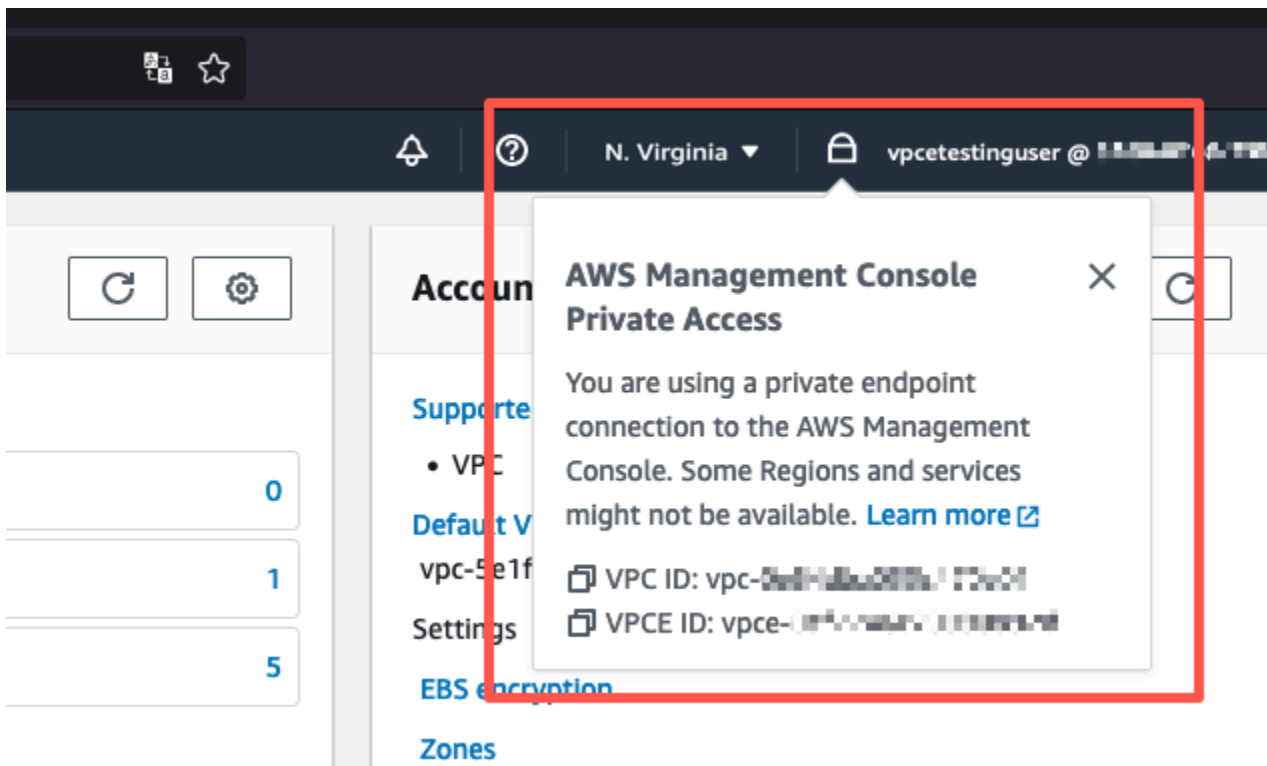 N. Virginia ▼
vpcetestinguser @
Accoun
AWS Management Console
Private Access
You are using a private endpoint
connection to the AWS Management
Console. Some Regions and services
might not be available. Learn more
VPC ID: vpc-
VPCE ID: vpce-
Supporte
• VPC
Default V
vpc-5e1f
Settings
EBS encryption
Zones
0
1
5